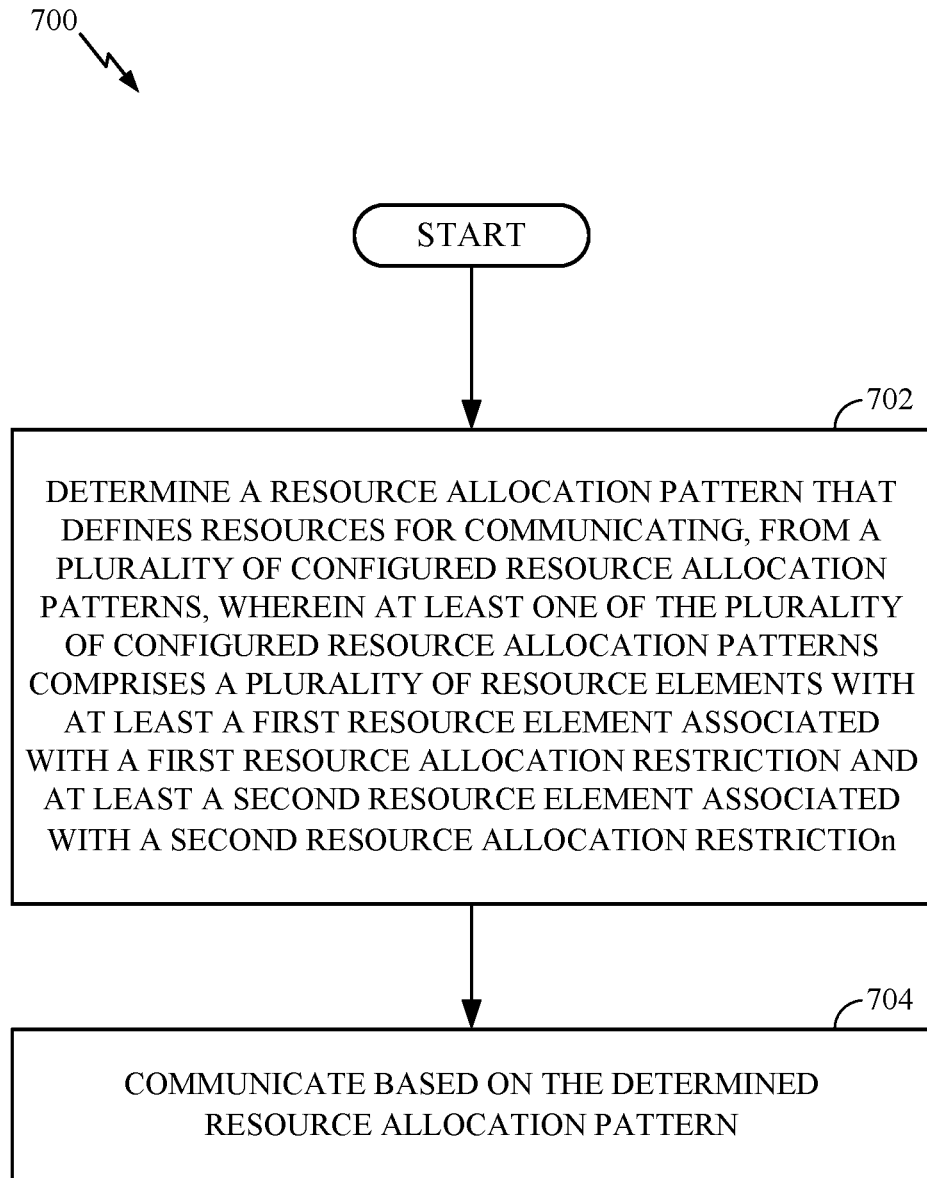 700
START
702
DETERMINE A RESOURCE ALLOCATION PATTERN THAT
DEFINES RESOURCES FOR COMMUNICATING, FROM A
PLURALITY OF CONFIGURED RESOURCE ALLOCATION
PATTERNS, WHEREIN AT LEAST ONE OF THE PLURALITY
OF CONFIGURED RESOURCE ALLOCATION PATTERNS
COMPRISES A PLURALITY OF RESOURCE ELEMENTS WITH
AT LEAST A FIRST RESOURCE ELEMENT ASSOCIATED
WITH A FIRST RESOURCE ALLOCATION RESTRICTION AND
AT LEAST A SECOND RESOURCE ELEMENT ASSOCIATED
WITH A SECOND RESOURCE ALLOCATION RESTRICTIOn
704
COMMUNICATE BASED ON THE DETERMINED
RESOURCE ALLOCATION PATTERN